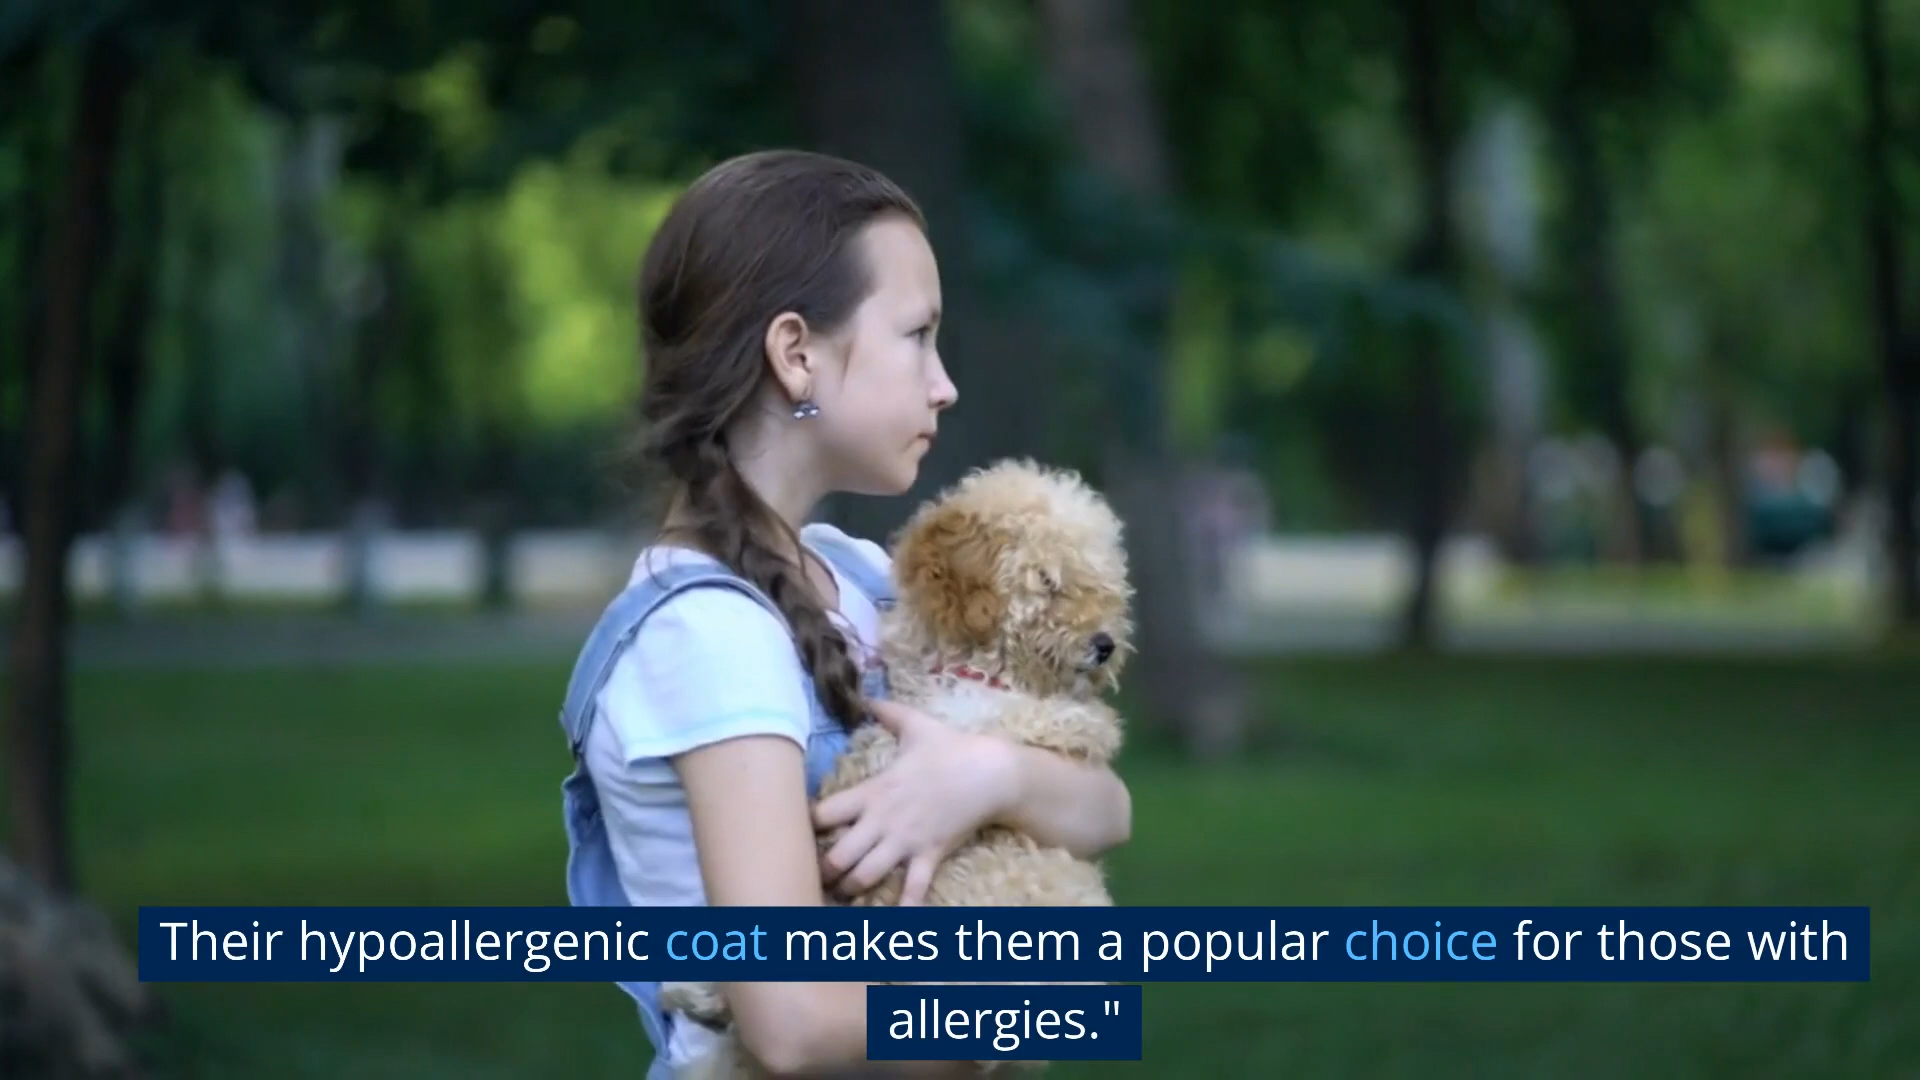 Their hypoallergenic coat makes them a popular choice for those with
allergies."